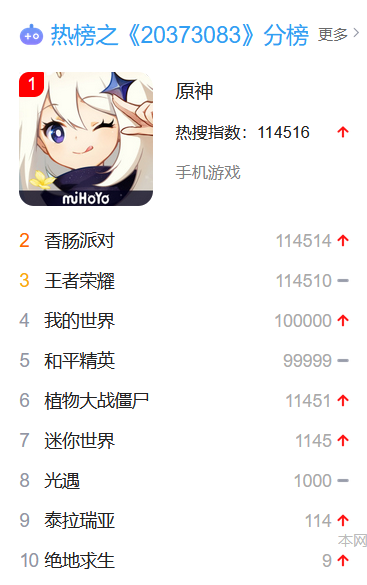 热榜之《20373083》分榜 更多
1
原神
热搜指数：114516
手机游戏
miHoYo
2 香肠派对 114514
3 王者荣耀 114510
4 我的世界 100000
5 和平精英 99999
6 植物大战僵尸 11451
7 迷你世界 1145
8 光遇 1000
9 泰拉瑞亚 114
本网
10 绝地求生 9